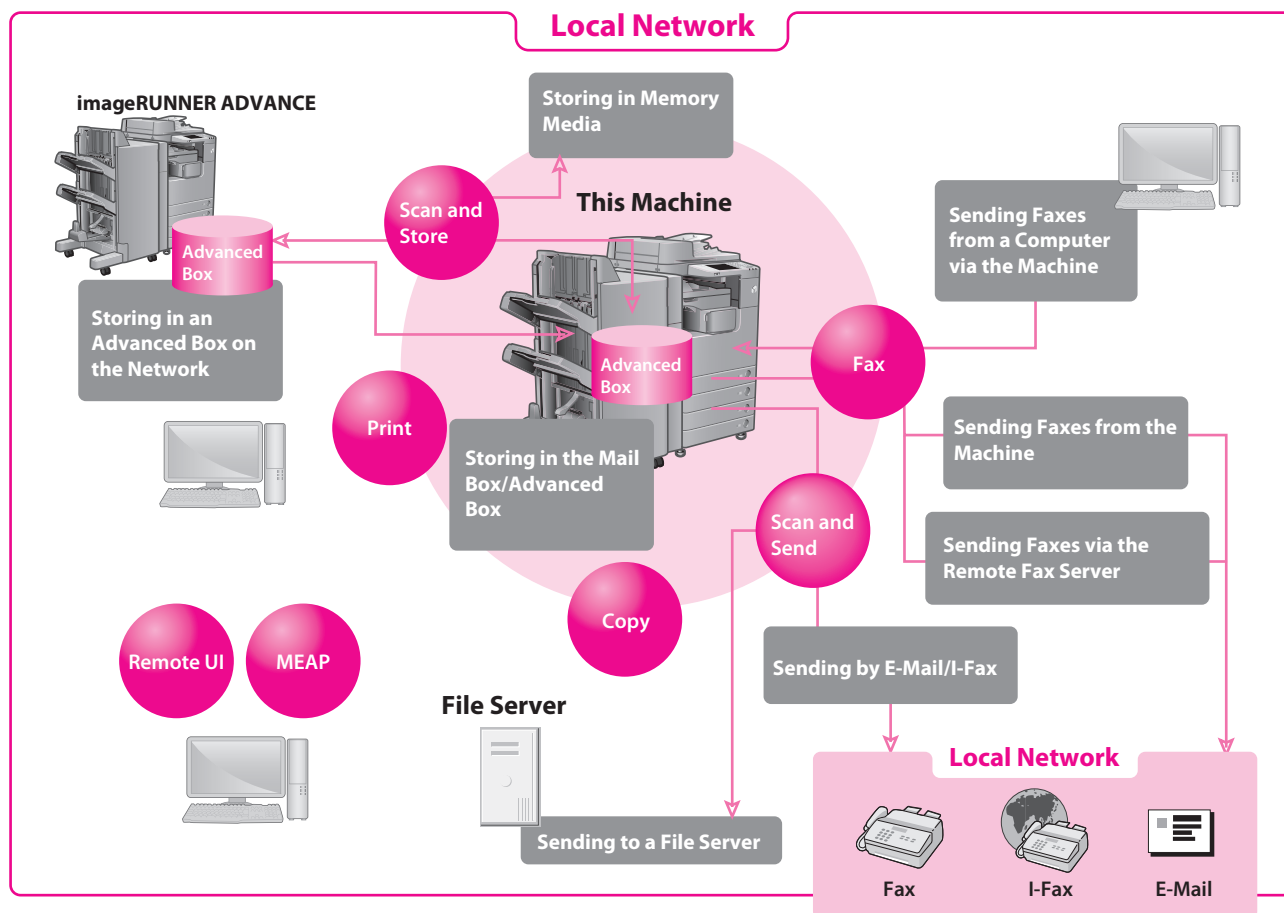 Local Network
imageRUNNER ADVANCE
Advanced
Box
Storing in an
Advanced Box on
the Network
Storing in Memory
Media
Scan and
Store
This Machine
Advanced
Box
Storing in the Mail
Box/Advanced
Box
Print
Sending Faxes
from a Computer
via the Machine
Fax
Sending Faxes from the
Machine
Sending Faxes via the
Remote Fax Server
Scan and
Send
Copy
Remote UI
MEAP
Sending by E-Mail/I-Fax
File Server
Sending to a File Server
Local Network
Fax
I-Fax
E-Mail